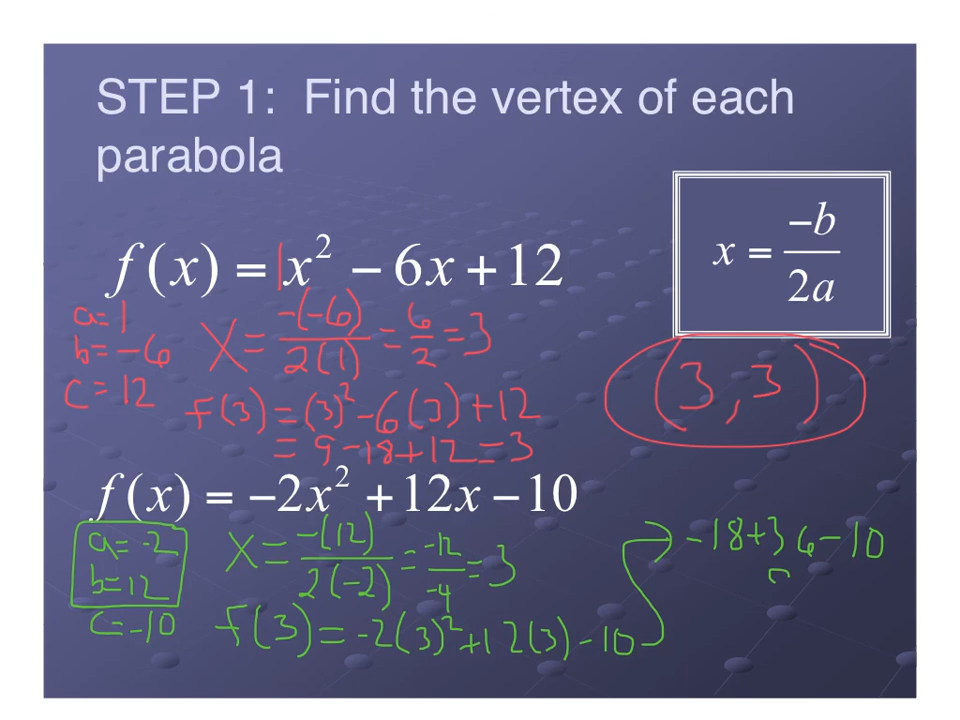 STEP 1: Find the vertex of each
parabola
x = -b/2a
f(x) = 1x² - 6x + 12
a=1
b=-6
c=12
X = -(-6)/2(1) = 6/2 = 3
f(3) = (3)² - 6(3) + 12
= 9 - 18 + 12 = 3
(3, 3)
f(x) = -2x² + 12x - 10
a=-2
b=12
c=-10
X = -(12)/2(-2) = -12/-4 = 3
f(3) = -2(3)² + 12(3) - 10
-18 + 36 - 10